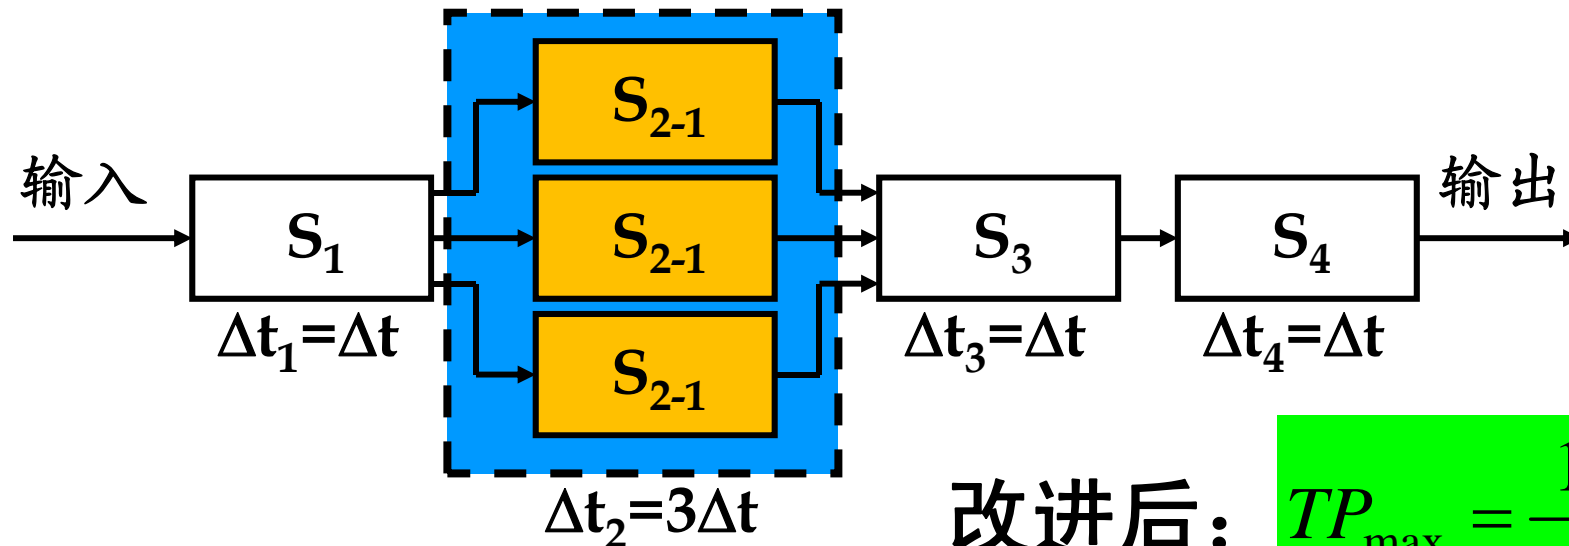 S2-1
输入 S1 S2-1 S3 S4 输出
Δt1=Δt Δt3=Δt Δt4=Δt
S2-1
Δt2=3Δt
改进后: TPmax =